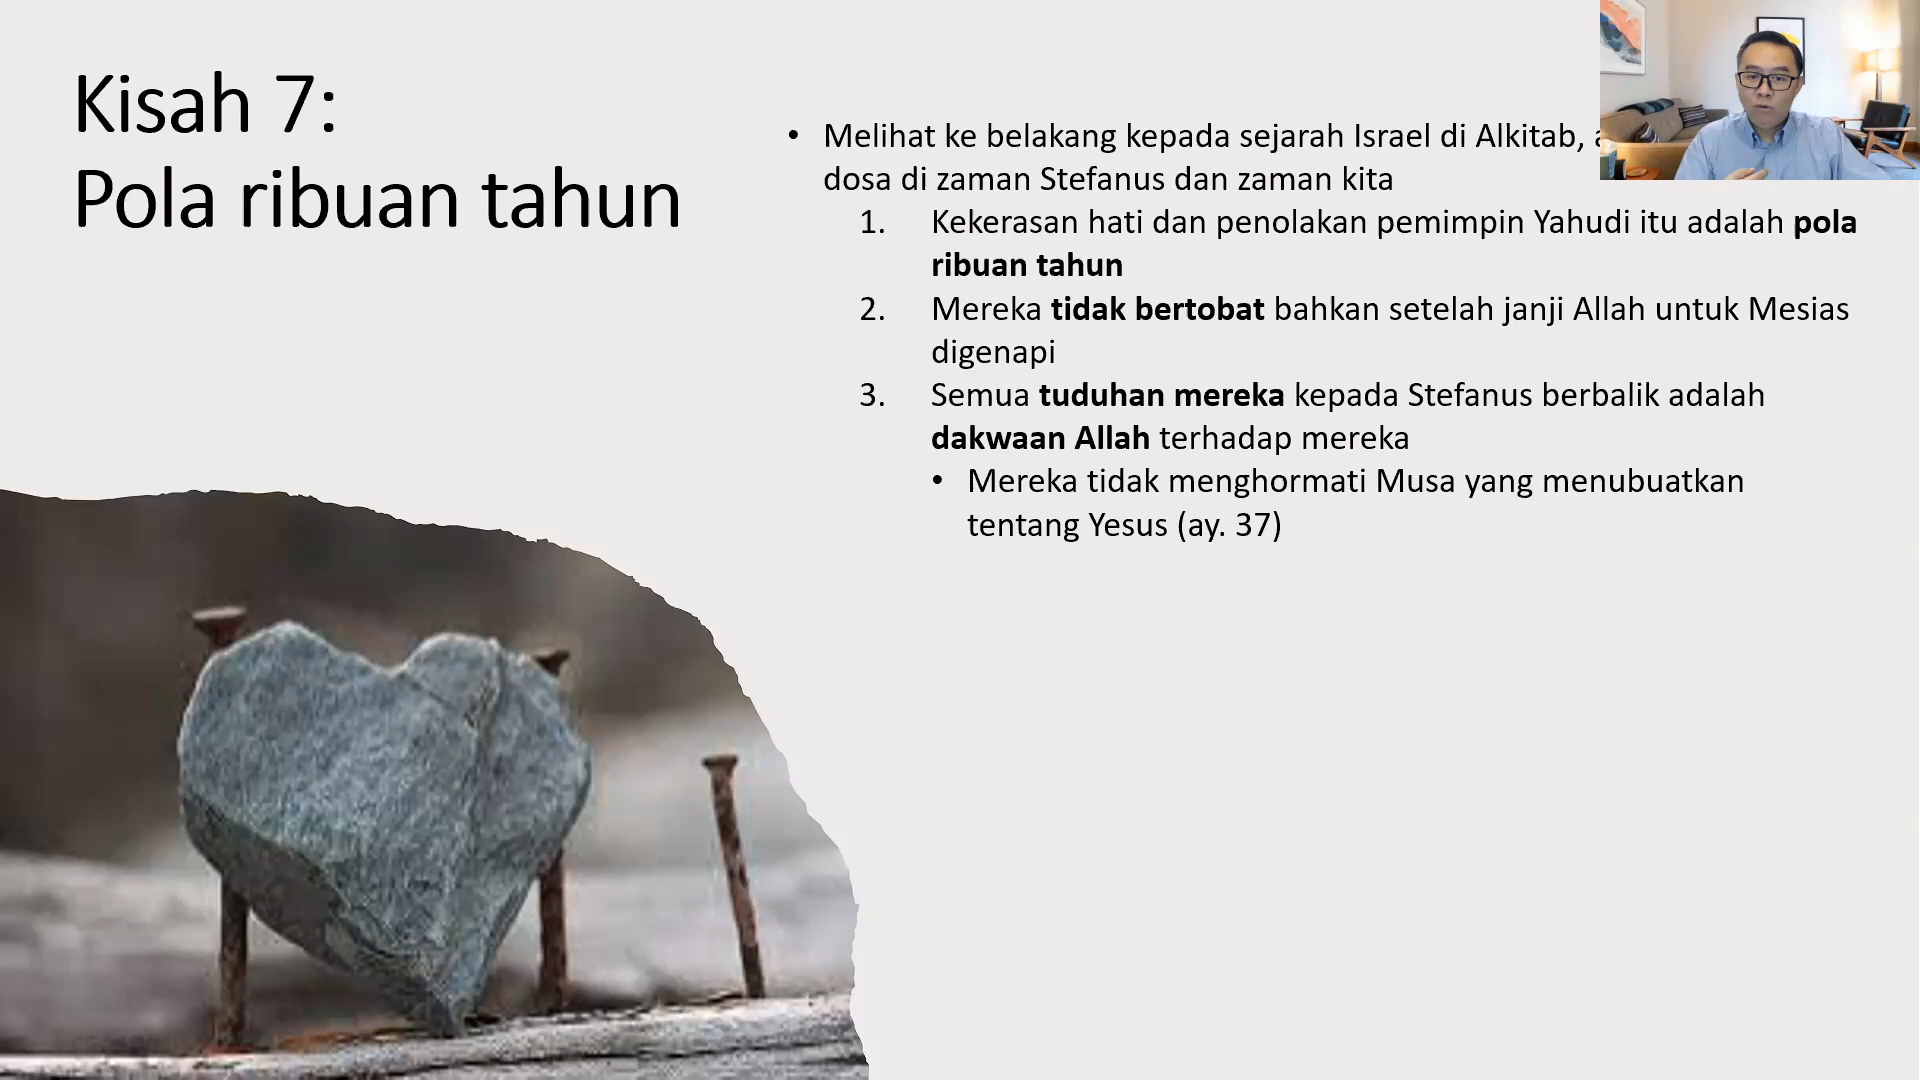 Kisah 7:
Pola ribuan tahun
• Melihat ke belakang kepada sejarah Israel di Alkitab,
dosa di zaman Stefanus dan zaman kita
1. Kekerasan hati dan penolakan pemimpin Yahudi itu adalah pola
ribuan tahun
2. Mereka tidak bertobat bahkan setelah janji Allah untuk Mesias
digenapi
3. Semua tuduhan mereka kepada Stefanus berbalik adalah
dakwaan Allah terhadap mereka
• Mereka tidak menghormati Musa yang menubuatkan
tentang Yesus (ay. 37)